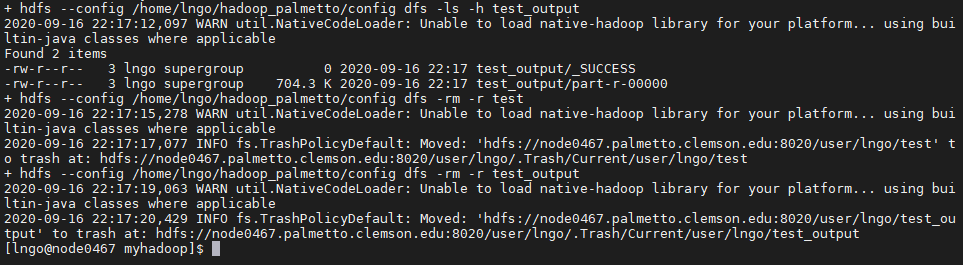 + hdfs --config /home/lngo/hadoop_palmetto/config dfs -ls -h test_output
2020-09-16 22:17:12,097 WARN util.NativeCodeLoader: Unable to load native-hadoop library for your platform... using bui
ltin-java classes where applicable
Found 2 items
-rw-r--r--   3 lngo supergroup          0 2020-09-16 22:17 test_output/_SUCCESS
-rw-r--r--   3 lngo supergroup    704.3 K 2020-09-16 22:17 test_output/part-r-00000
+ hdfs --config /home/lngo/hadoop_palmetto/config dfs -rm -r test
2020-09-16 22:17:15,278 WARN util.NativeCodeLoader: Unable to load native-hadoop library for your platform... using bui
ltin-java classes where applicable
2020-09-16 22:17:17,077 INFO fs.TrashPolicyDefault: Moved: 'hdfs://node0467.palmetto.clemson.edu:8020/user/lngo/test' t
o trash at: hdfs://node0467.palmetto.clemson.edu:8020/user/lngo/.Trash/Current/user/lngo/test
+ hdfs --config /home/lngo/hadoop_palmetto/config dfs -rm -r test_output
2020-09-16 22:17:19,063 WARN util.NativeCodeLoader: Unable to load native-hadoop library for your platform... using bui
ltin-java classes where applicable
2020-09-16 22:17:20,429 INFO fs.TrashPolicyDefault: Moved: 'hdfs://node0467.palmetto.clemson.edu:8020/user/lngo/test_ou
tput' to trash at: hdfs://node0467.palmetto.clemson.edu:8020/user/lngo/.Trash/Current/user/lngo/test_output
[lngo@node0467 myhadoop]$